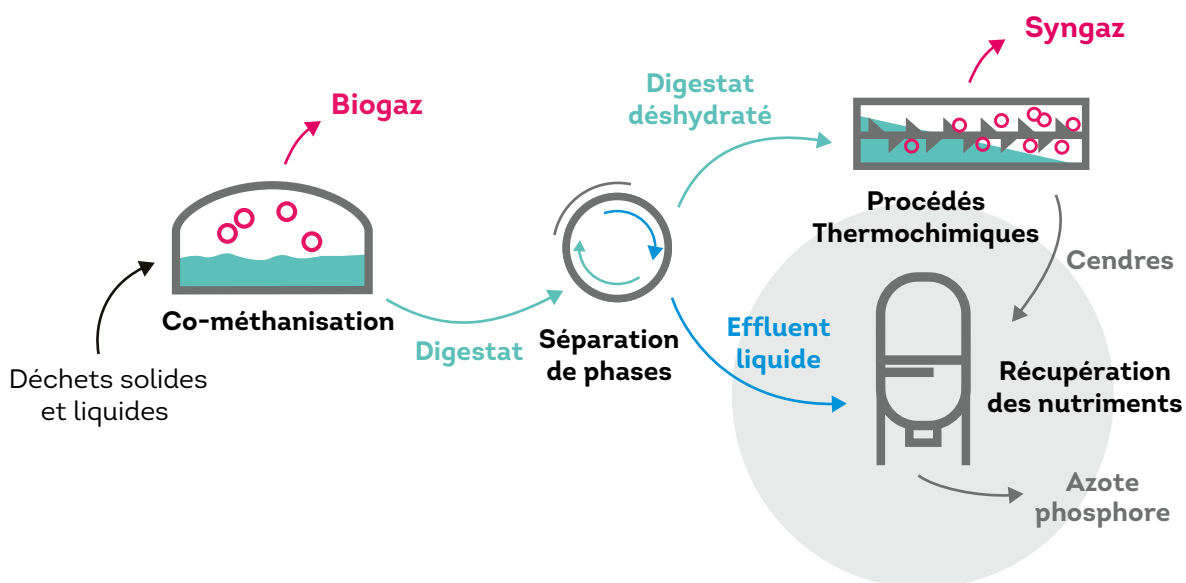 Syngaz
Biogaz
Digestat
déshydraté
Procédés
Thermochimiques
Cendres
Co-méthanisation
Digestat
Séparation
de phases
Effluent
liquide
Déchets solides
et liquides
Récupération
des nutriments
Azote
phosphore